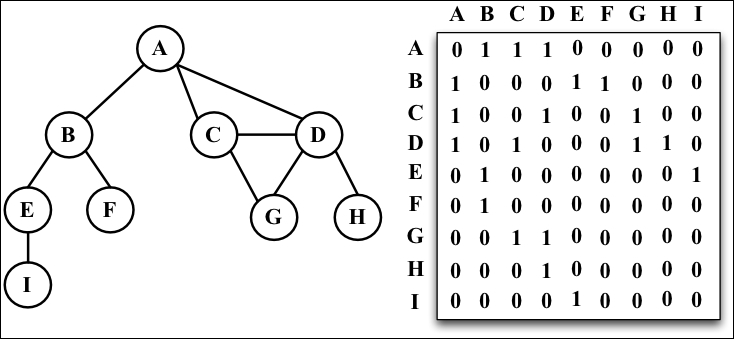 A
B C D
E F G H
I
A B C D E F G H I
A 0 1 1 1 0 0 0 0 0
B 1 0 0 0 1 1 0 0 0
C 1 0 0 1 0 0 1 0 0
D 1 0 1 0 0 0 1 1 0
E 0 1 0 0 0 0 0 0 1
F 0 1 0 0 0 0 0 0 0
G 0 0 1 1 0 0 0 0 0
H 0 0 0 1 0 0 0 0 0
I 0 0 0 0 1 0 0 0 0